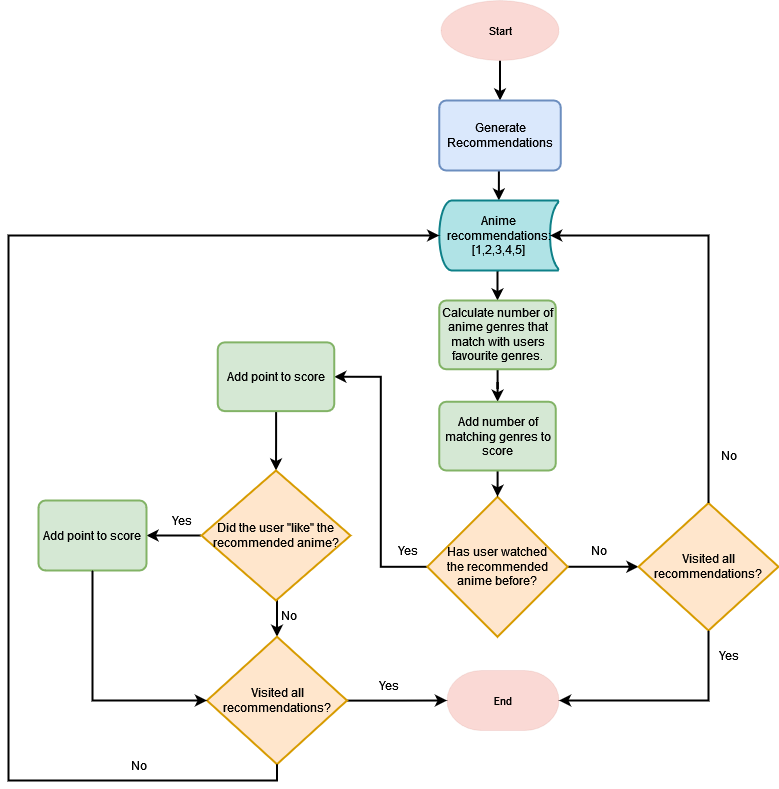 Start
Generate
Recommendations
Anime
recommendations
[1,2,3,4,5]
Calculate number of
anime genres that
match with users
favourite genres.
Add point to score
Add number of
matching genres to
score
No
Add point to score
Yes
Did the user "like" the
recommended anime?
Yes
Has user watched
the recommended
anime before?
No
Visited all
recommendations?
No
Yes
Visited all
recommendations?
Yes
End
No